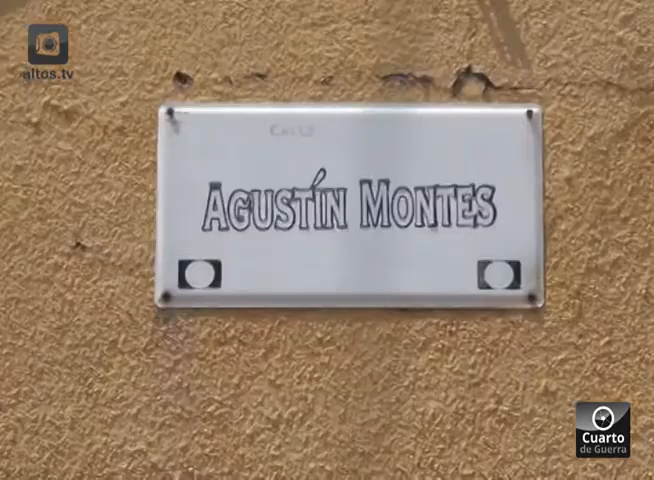 altos.tv
CALLE
AGUSTÍN MONTES
Cuarto
de Guerra